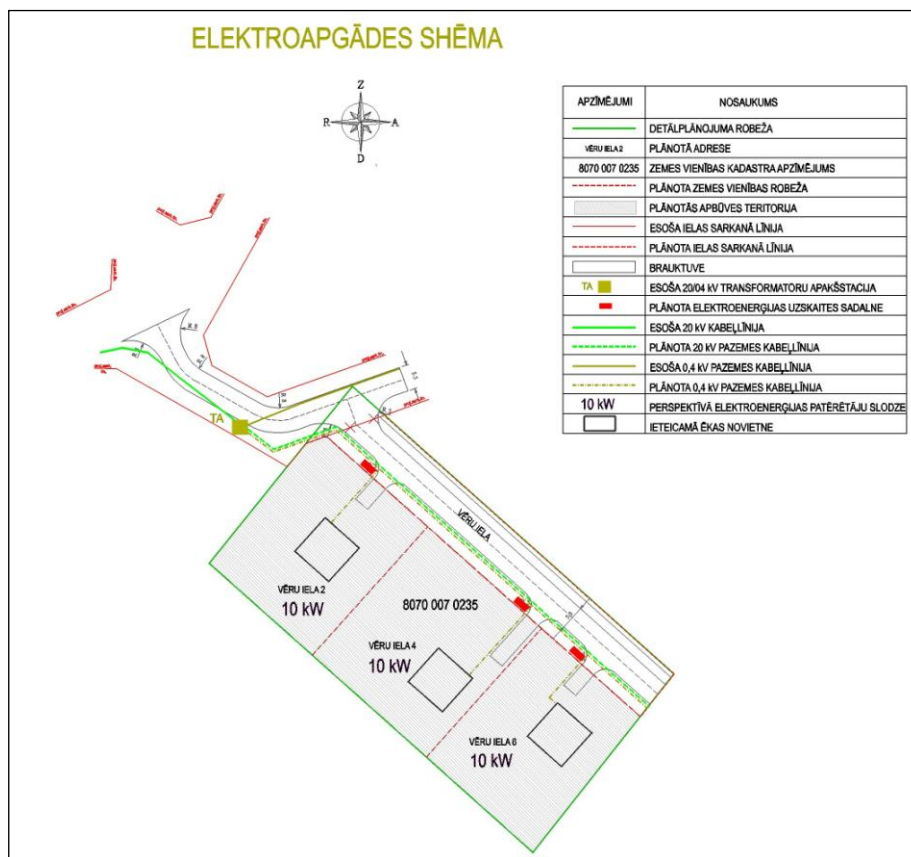 ELEKTROAPGĀDES SHĒMA
Z
R
A
D
APZĪMĒJUMI
NOSAUKUMS
DETĀLPLĀNOJUMA ROBEŽA
VĒRU IELA 2
PLĀNOTĀ ADRESE
8070 007 0235
ZEMES VIENĪBAS KADASTRA APZĪMĒJUMS
PLĀNOTA ZEMES VIENĪBAS ROBEŽA
PLĀNOTĀS APBŪVES TERITORIJA
ESOŠA IELAS SARKANĀ LĪNIJA
PLĀNOTA IELAS SARKANĀ LĪNIJA
BRAUKTUVE
TA
ESOŠA 20/04 kV TRANSFORMATORU APAKŠSTACIJA
PLĀNOTA ELEKTROENERĢIJAS UZSKAITES SADALNE
ESOŠA 20 kV KABEĻLĪNIJA
PLĀNOTA 20 kV PAZEMES KABEĻLĪNIJA
ESOŠA 0,4 kV PAZEMES KABEĻLĪNIJA
PLĀNOTA 0,4 kV PAZEMES KABEĻLĪNIJA
10 kW
PERSPEKTĪVĀ ELEKTROENERĢIJAS PATĒRĒTĀJU SLODZE
IETEICAMĀ ĒKAS NOVIETNE
TA
VĒRU IELA
VĒRU IELA 2
10 kW
8070 007 0235
VĒRU IELA 4
10 kW
VĒRU IELA 6
10 kW